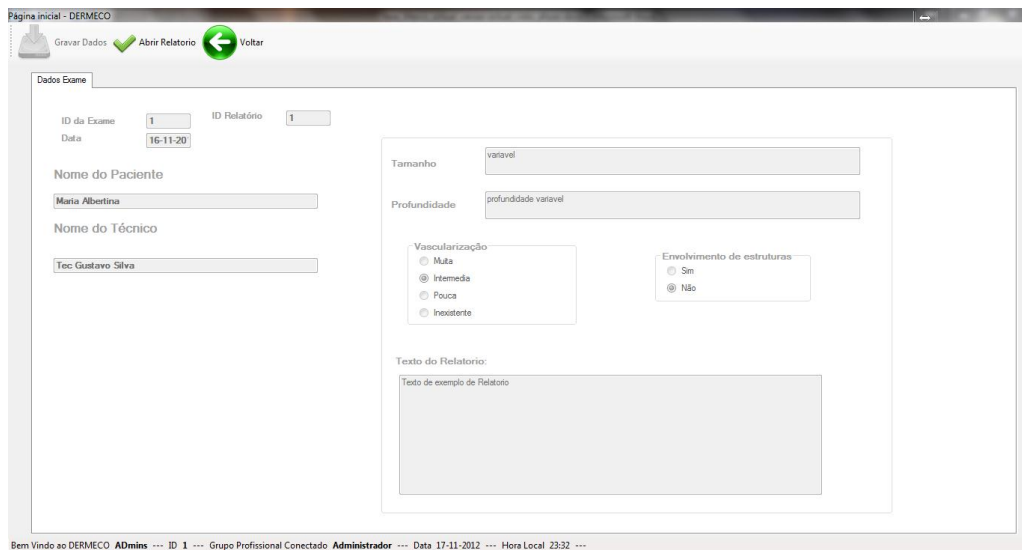 Página inicial - DERMECO
Gravar Dados Abrir Relatorio Voltar
Dados Exame
ID da Exame 1 ID Relatório 1
Data 16-11-20
Nome do Paciente
Maria Albertina
Nome do Técnico
Tec Gustavo Silva
Tamanho variavel
Profundidade profundidade variavel
Vascularização
Muita
Intermedia
Pouca
Inexistente
Envolvimento de estruturas
Sim
Não
Texto do Relatorio:
Texto de exemplo de Relatorio
Bem Vindo ao DERMECO ADmins --- ID 1 --- Grupo Profissional Conectado Administrador --- Data 17-11-2012 --- Hora Local 23:32 ---